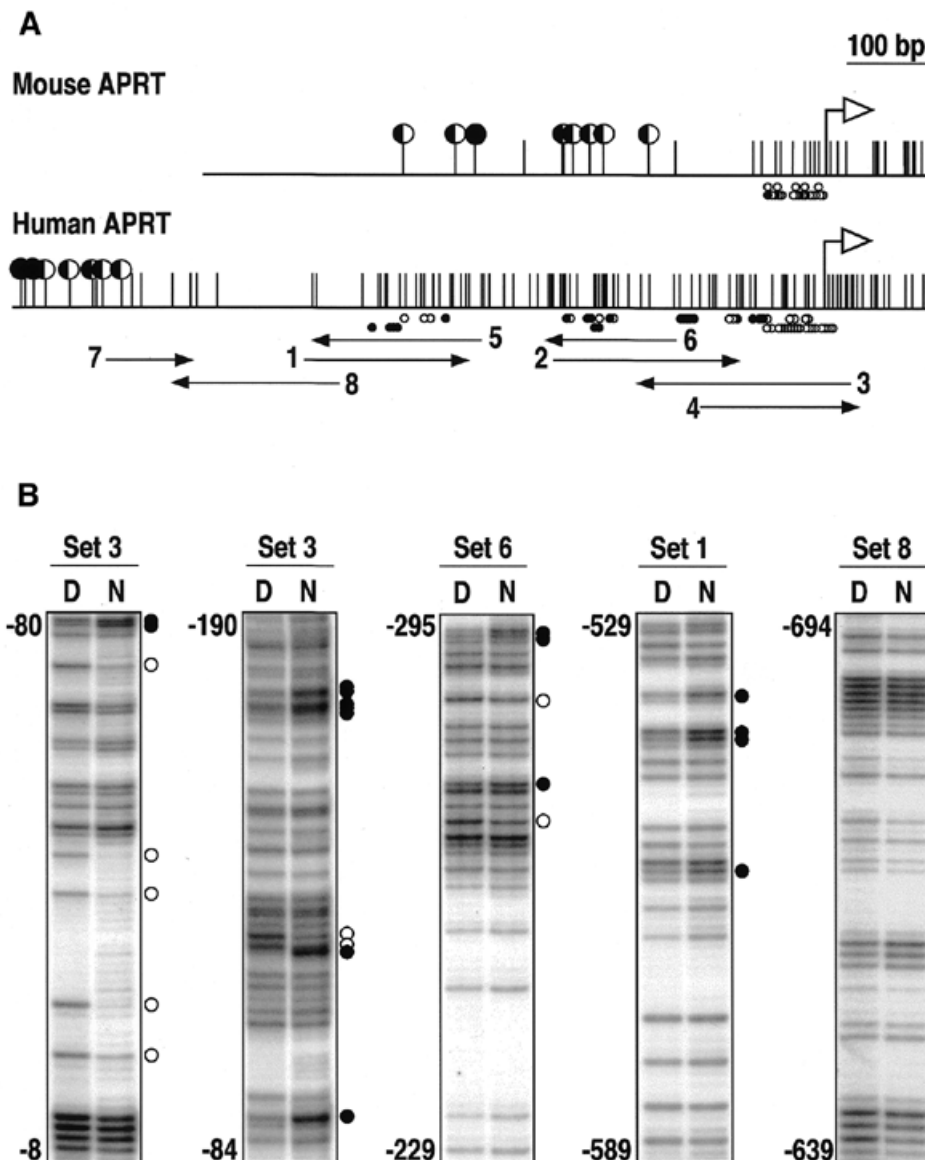 A
100 bp
Mouse APRT
Human APRT
5
6
7
1
2
8
3
4
B
Set 3
Set 3
Set 6
Set 1
Set 8
D N
D N
D N
D N
D N
-80
-190
-295
-529
-694
-8
-84
-229
-589
-639